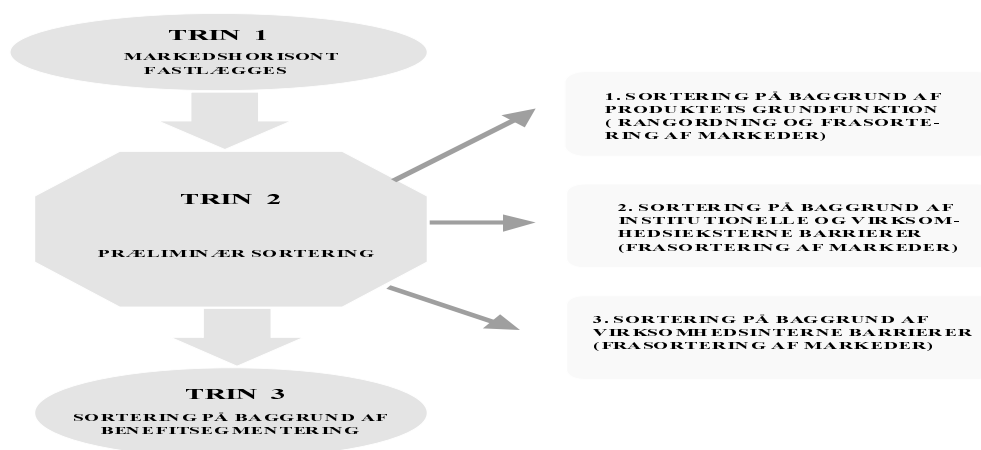 TRIN 1
MARKEDSHORISONT
FASTLÆGGES
TRIN 2
PRÆLIMINÆR SORTERING
1. SORTERING PÅ BAGGRUND AF
PRODUKTETS GRUNDFUNKTION
( RANGORDNING OG FRASORTE-
RING AF MARKEDER)
2. SORTERING PÅ BAGGRUND AF
INSTITUTIONELLE OG VIRKSOM-
HEDSIEKSTERNE BARRIERER
(FRASORTERING AF MARKEDER)
3. SORTERING PÅ BAGGRUND AF
VIRKSOMHEDSINTERNE BARRIERER
(FRASORTERING AF MARKEDER)
TRIN 3
SORTERING PÅ BAGGRUND AF
BENEFITSEGMENTERING